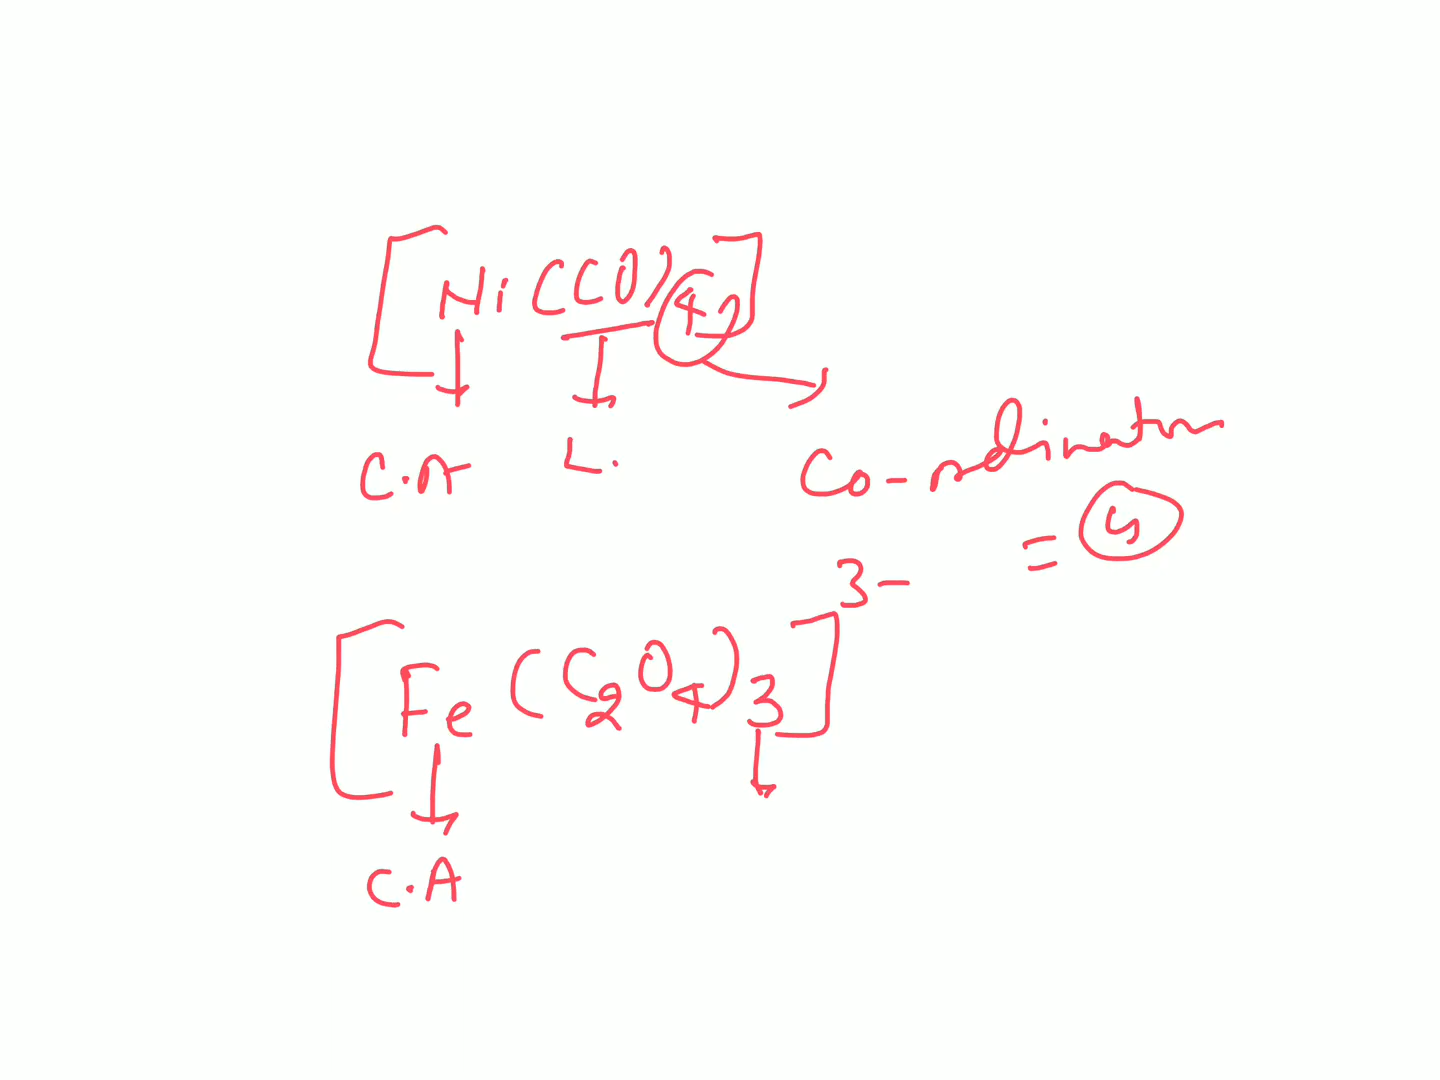 [Ni(CO)4]
C.A L.
Co-ordination
= 4
[Fe(C2O4)3]3-
C.A